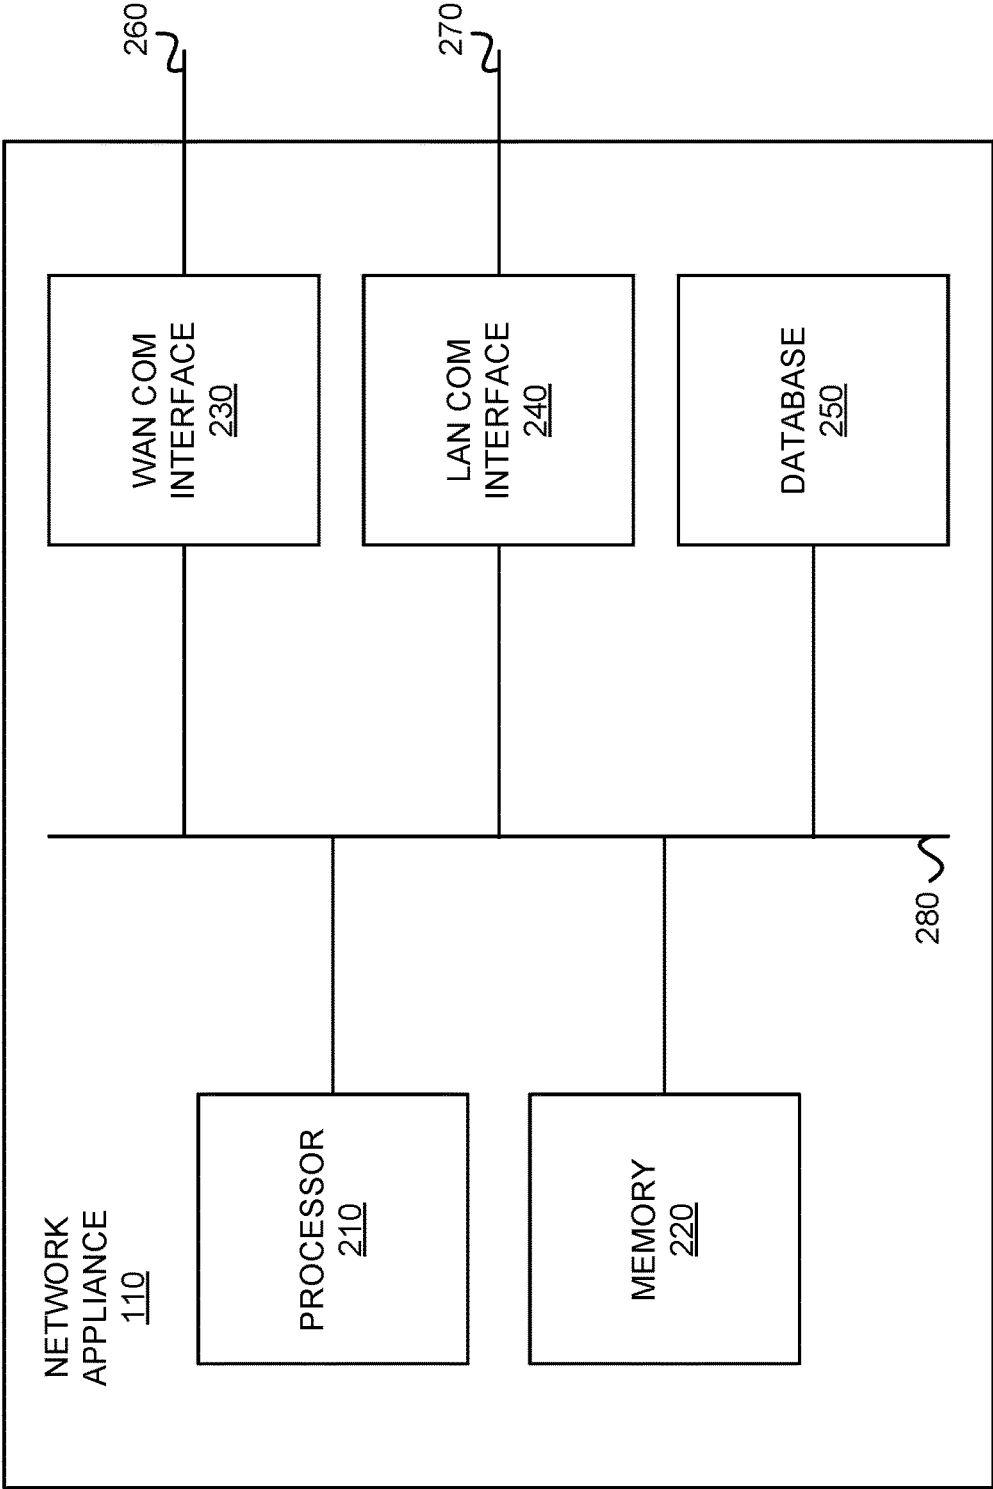 NETWORK
APPLIANCE
110
PROCESSOR
210
MEMORY
220
280
WAN COM
INTERFACE
230
LAN COM
INTERFACE
240
DATABASE
250
260
270